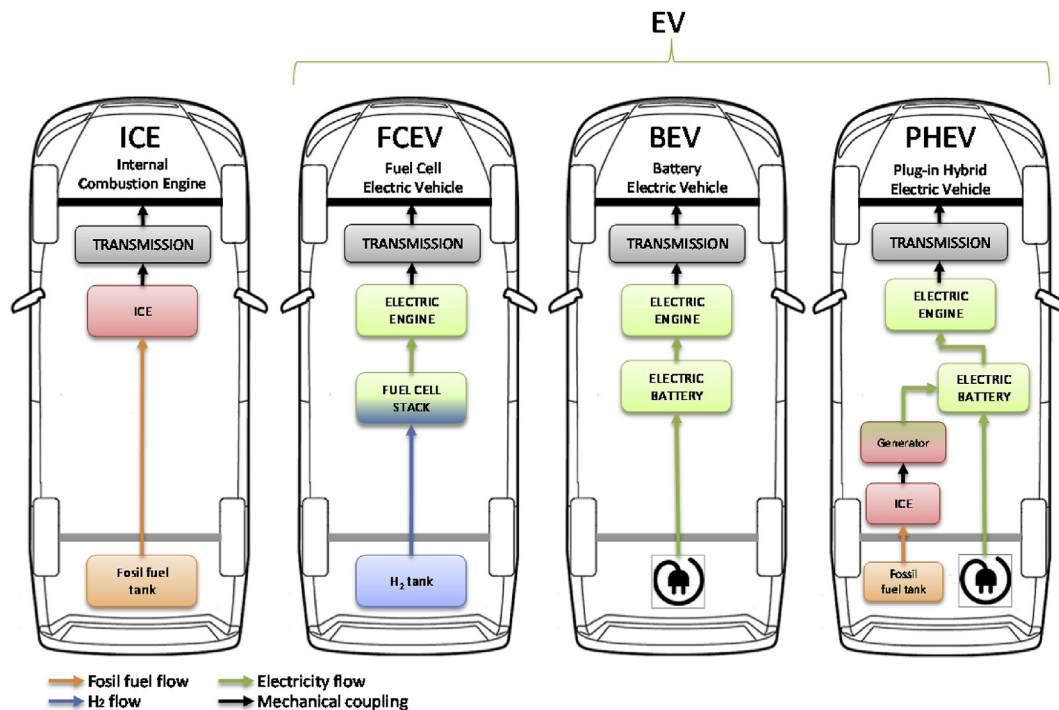 EV
ICE
Internal
Combustion Engine
TRANSMISSION
ICE
Fosil fuel
tank
FCEV
Fuel Cell
Electric Vehicle
TRANSMISSION
ELECTRIC
ENGINE
FUEL CELL
STACK
H₂ tank
BEV
Battery
Electric Vehicle
TRANSMISSION
ELECTRIC
ENGINE
ELECTRIC
BATTERY
PHEV
Plug-in Hybrid
Electric Vehicle
TRANSMISSION
ELECTRIC
ENGINE
ELECTRIC
BATTERY
Generator
ICE
Fossil
fuel tank
Fosil fuel flow
Electricity flow
H₂ flow
Mechanical coupling